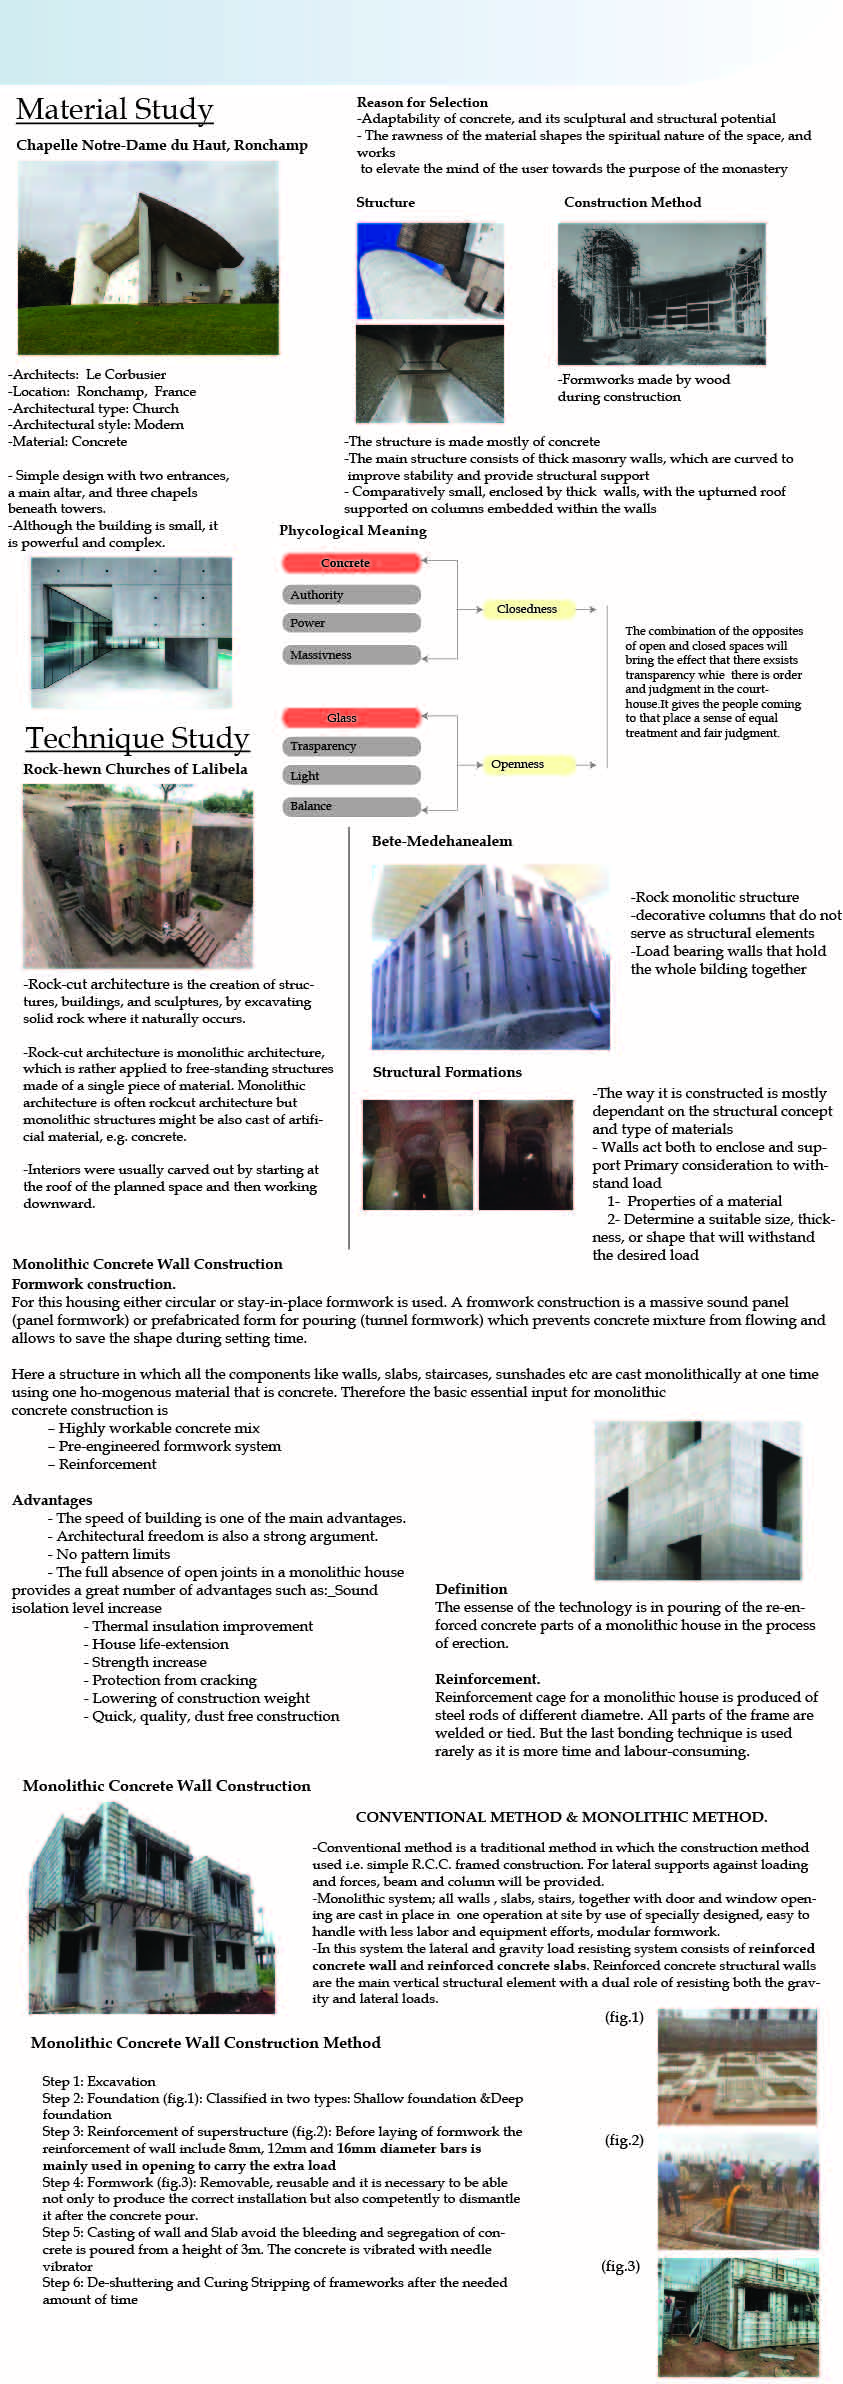 Material Study
Chapelle Notre-Dame du Haut, Ronchamp
-Architects:  Le Corbusier
-Location:  Ronchamp,  France
-Architectural type: Church
-Architectural style: Modern
-Material: Concrete
- Simple design with two entrances,
a main altar, and three chapels
beneath towers.
-Although the building is small, it
is powerful and complex.
Reason for Selection
-Adaptability of concrete, and its sculptural and structural potential
- The rawness of the material shapes the spiritual nature of the space, and
works
to elevate the mind of the user towards the purpose of the monastery
Structure
Construction Method
-Formworks made by wood
during construction
-The structure is made mostly of concrete
-The main structure consists of thick masonry walls, which are curved to
improve stability and provide structural support
- Comparatively small, enclosed by thick  walls, with the upturned roof
supported on columns embedded within the walls
Phycological Meaning
Concrete
Authority
Power
Massivness
Closedness
Glass
Trasparency
Light
Balance
Openness
The combination of the opposites
of open and closed spaces will
bring the effect that there exsists
transparency whie  there is order
and judgment in the court-
house.It gives the people coming
to that place a sense of equal
treatment and fair judgment.
Technique Study
Rock-hewn Churches of Lalibela
-Rock-cut architecture is the creation of struc-
tures, buildings, and sculptures, by excavating
solid rock where it naturally occurs.
-Rock-cut architecture is monolithic architecture,
which is rather applied to free-standing structures
made of a single piece of material. Monolithic
architecture is often rockcut architecture but
monolithic structures might be also cast of artifi-
cial material, e.g. concrete.
-Interiors were usually carved out by starting at
the roof of the planned space and then working
downward.
Bete-Medehanealem
-Rock monolitic structure
-decorative columns that do not
serve as structural elements
-Load bearing walls that hold
the whole bilding together
Structural Formations
-The way it is constructed is mostly
dependant on the structural concept
and type of materials
- Walls act both to enclose and sup-
port Primary consideration to with-
stand load
1-  Properties of a material
2- Determine a suitable size, thick-
ness, or shape that will withstand
the desired load
Monolithic Concrete Wall Construction
Formwork construction.
For this housing either circular or stay-in-place formwork is used. A fromwork construction is a massive sound panel
(panel formwork) or prefabricated form for pouring (tunnel formwork) which prevents concrete mixture from flowing and
allows to save the shape during setting time.
Here a structure in which all the components like walls, slabs, staircases, sunshades etc are cast monolithically at one time
using one ho-mogenous material that is concrete. Therefore the basic essential input for monolithic
concrete construction is
– Highly workable concrete mix
– Pre-engineered formwork system
– Reinforcement
Advantages
- The speed of building is one of the main advantages.
- Architectural freedom is also a strong argument.
- No pattern limits
- The full absence of open joints in a monolithic house
provides a great number of advantages such as:_Sound
isolation level increase
- Thermal insulation improvement
- House life-extension
- Strength increase
- Protection from cracking
- Lowering of construction weight
- Quick, quality, dust free construction
Definition
The essense of the technology is in pouring of the re-en-
forced concrete parts of a monolithic house in the process
of erection.
Reinforcement.
Reinforcement cage for a monolithic house is produced of
steel rods of different diametre. All parts of the frame are
welded or tied. But the last bonding technique is used
rarely as it is more time and labour-consuming.
Monolithic Concrete Wall Construction
CONVENTIONAL METHOD & MONOLITHIC METHOD.
-Conventional method is a traditional method in which the construction method
used i.e. simple R.C.C. framed construction. For lateral supports against loading
and forces, beam and column will be provided.
-Monolithic system; all walls , slabs, stairs, together with door and window open-
ing are cast in place in  one operation at site by use of specially designed, easy to
handle with less labor and equipment efforts, modular formwork.
-In this system the lateral and gravity load resisting system consists of reinforced
concrete wall and reinforced concrete slabs. Reinforced concrete structural walls
are the main vertical structural element with a dual role of resisting both the grav-
ity and lateral loads.
Monolithic Concrete Wall Construction Method
Step 1: Excavation
Step 2: Foundation (fig.1): Classified in two types: Shallow foundation &Deep
foundation
Step 3: Reinforcement of superstructure (fig.2): Before laying of formwork the
reinforcement of wall include 8mm, 12mm and 16mm diameter bars is
mainly used in opening to carry the extra load
Step 4: Formwork (fig.3): Removable, reusable and it is necessary to be able
not only to produce the correct installation but also competently to dismantle
it after the concrete pour.
Step 5: Casting of wall and Slab avoid the bleeding and segregation of con-
crete is poured from a height of 3m. The concrete is vibrated with needle
vibrator
Step 6: De-shuttering and Curing Stripping of frameworks after the needed
amount of time
(fig.1)
(fig.2)
(fig.3)